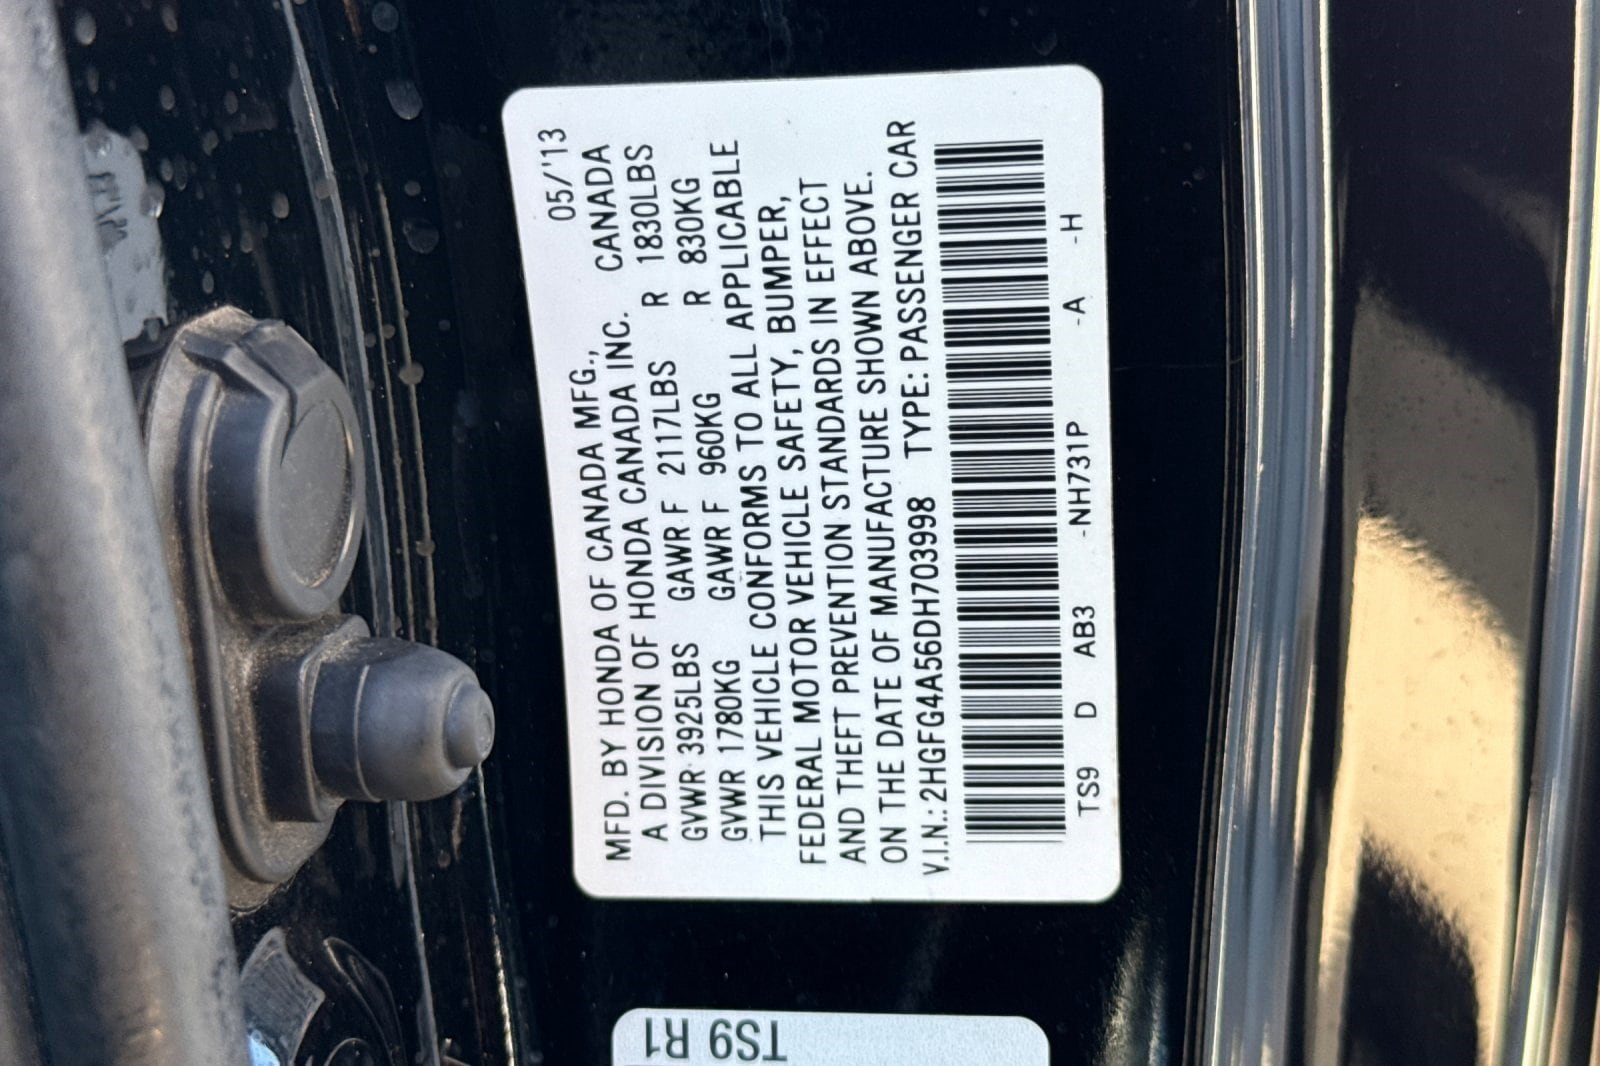 05/'13
MFD. BY HONDA OF CANADA MFG., CANADA
A DIVISION OF HONDA CANADA INC.
GVWR 3925LBS GAWR F 2117LBS R 1830LBS
GVWR 1780KG GAWR F 960KG R 830KG
THIS VEHICLE CONFORMS TO ALL APPLICABLE
FEDERAL MOTOR VEHICLE SAFETY, BUMPER,
AND THEFT PREVENTION STANDARDS IN EFFECT
ON THE DATE OF MANUFACTURE SHOWN ABOVE.
V.I.N.: 2HGFG4A56DH703998 TYPE: PASSENGER CAR
TS9 D AB3 -NH731P -A -H
TS9 R1